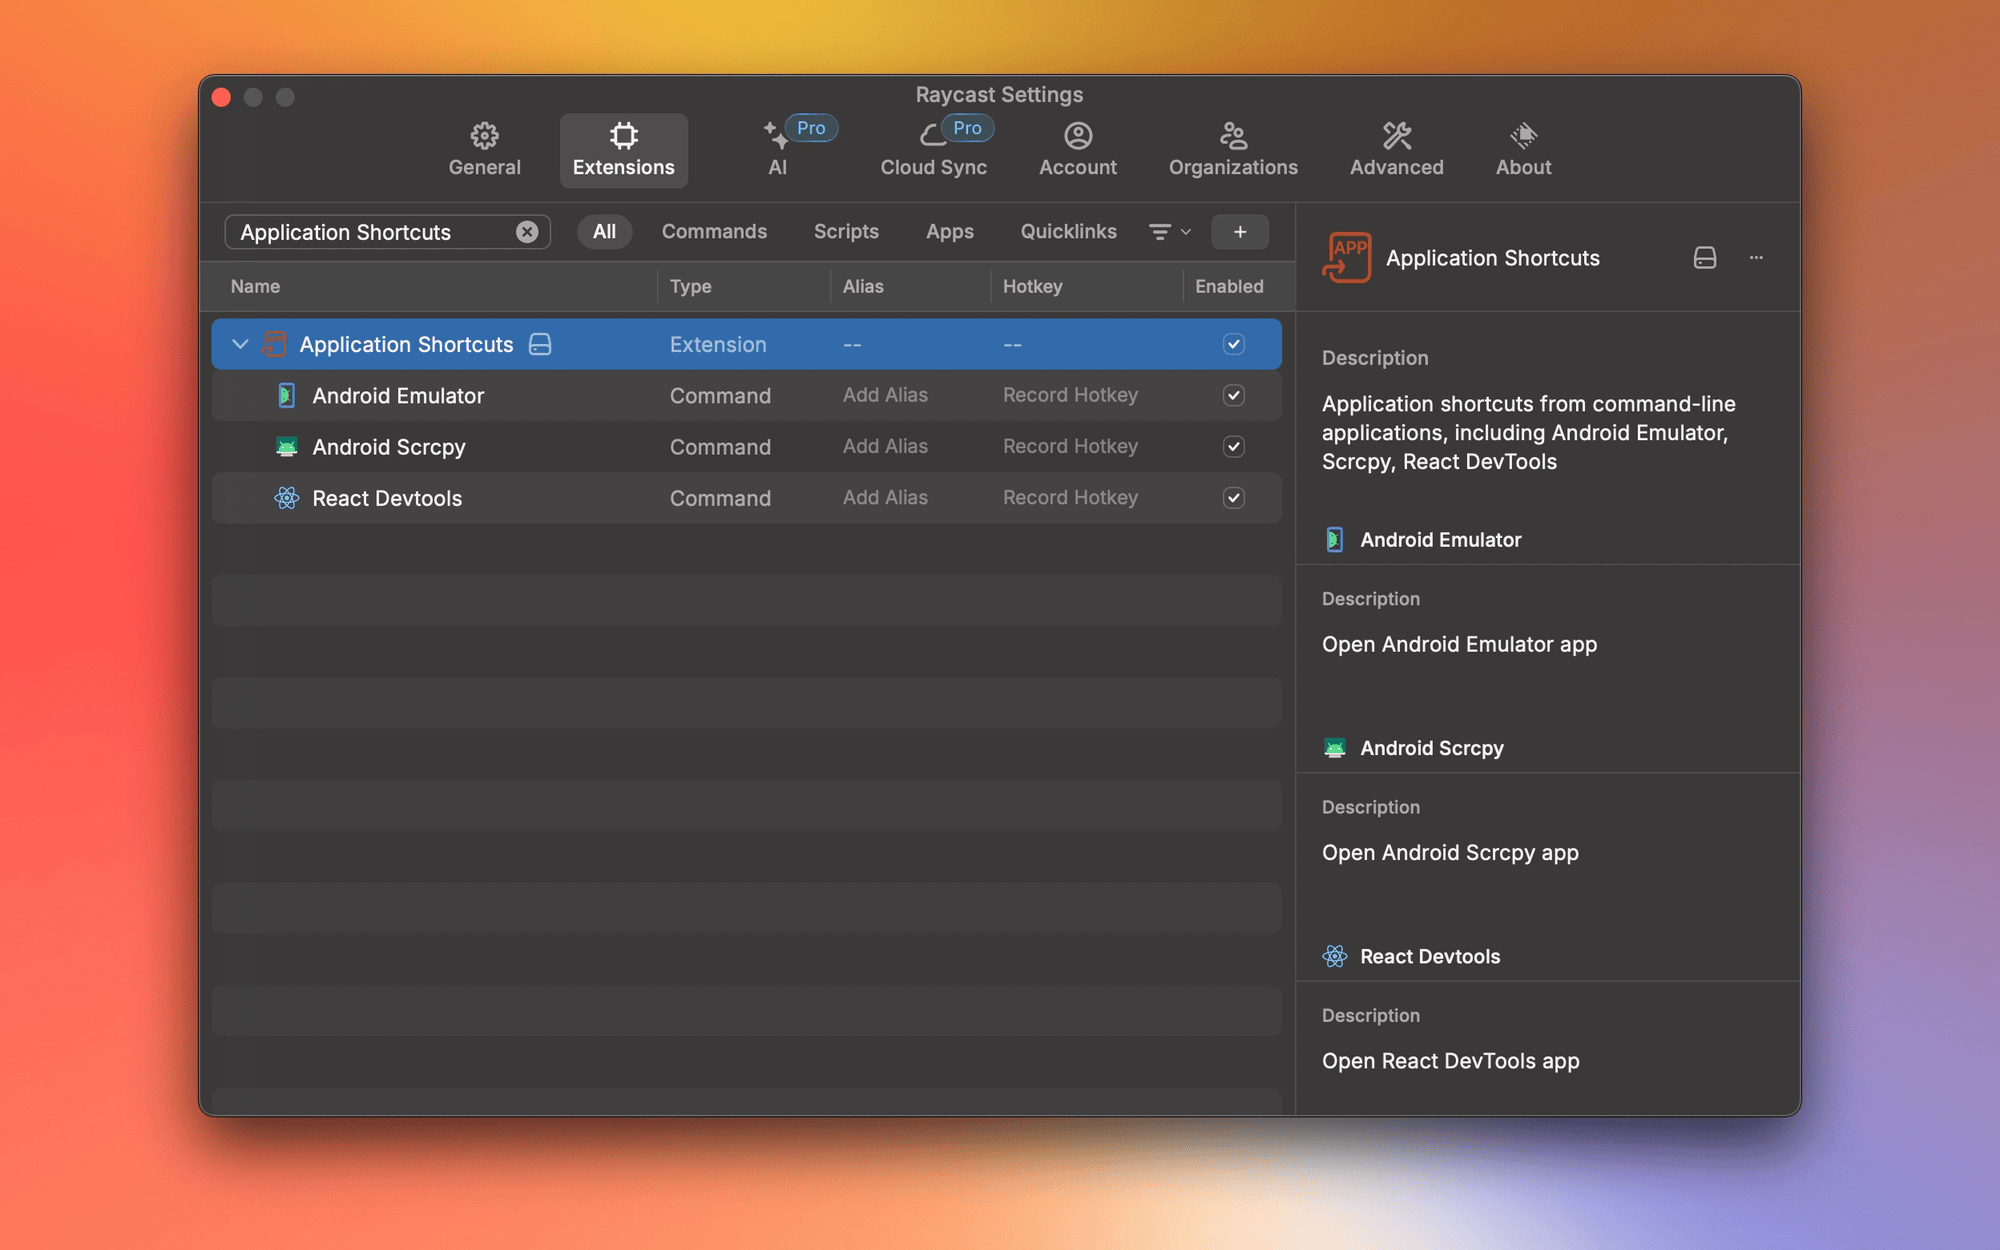 Raycast Settings
General
Extensions
AI
Pro
Cloud Sync
Pro
Account
Organizations
Advanced
About
Application Shortcuts
All
Commands
Scripts
Apps
Quicklinks
+
Name Type Alias Hotkey Enabled
Application Shortcuts Extension -- --
Android Emulator Command Add Alias Record Hotkey
Android Scrcpy Command Add Alias Record Hotkey
React Devtools Command Add Alias Record Hotkey
APP
Application Shortcuts
Description
Application shortcuts from command-line
applications, including Android Emulator,
Scrcpy, React DevTools
Android Emulator
Description
Open Android Emulator app
Android Scrcpy
Description
Open Android Scrcpy app
React Devtools
Description
Open React DevTools app